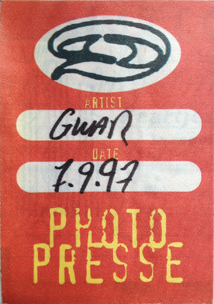 ARTIST
GWAR
DATE
7.9.97
PHOTO
PRESSE